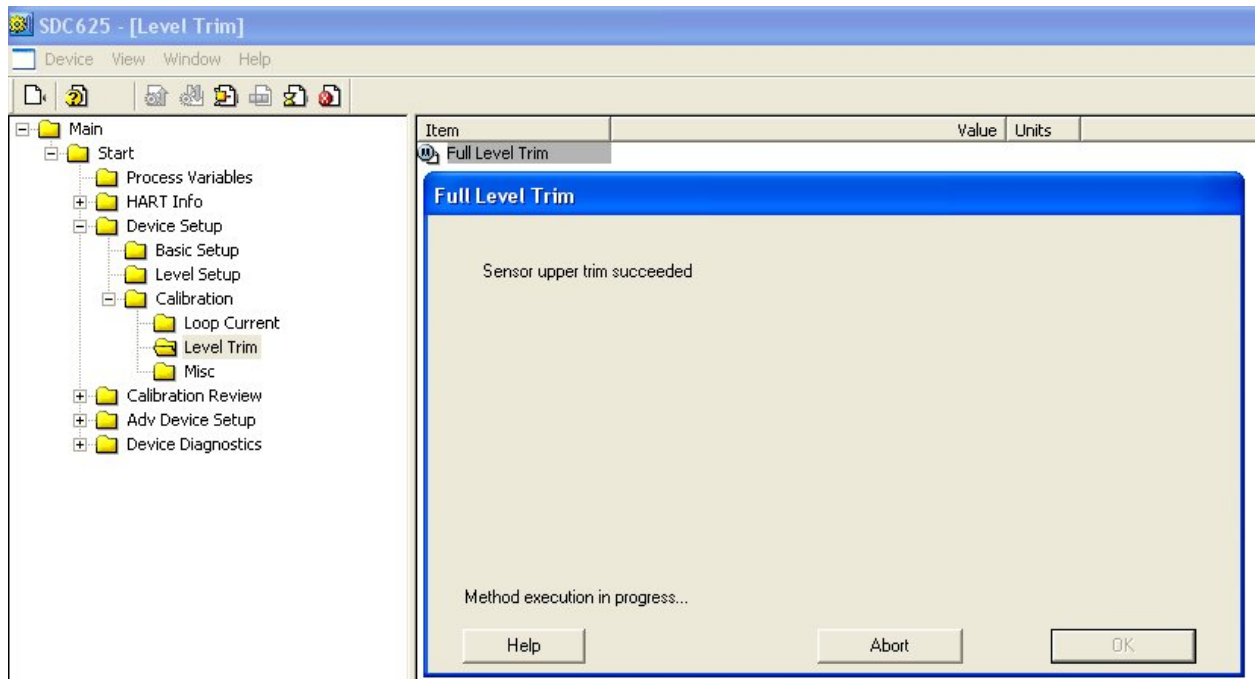 SDC625 - [Level Trim]
Device View Window Help
Main
Start
Process Variables
HART Info
Device Setup
Basic Setup
Level Setup
Calibration
Loop Current
Level Trim
Misc
Calibration Review
Adv Device Setup
Device Diagnostics
Item Value Units
Full Level Trim
Full Level Trim
Sensor upper trim succeeded
Method execution in progress...
Help Abort OK